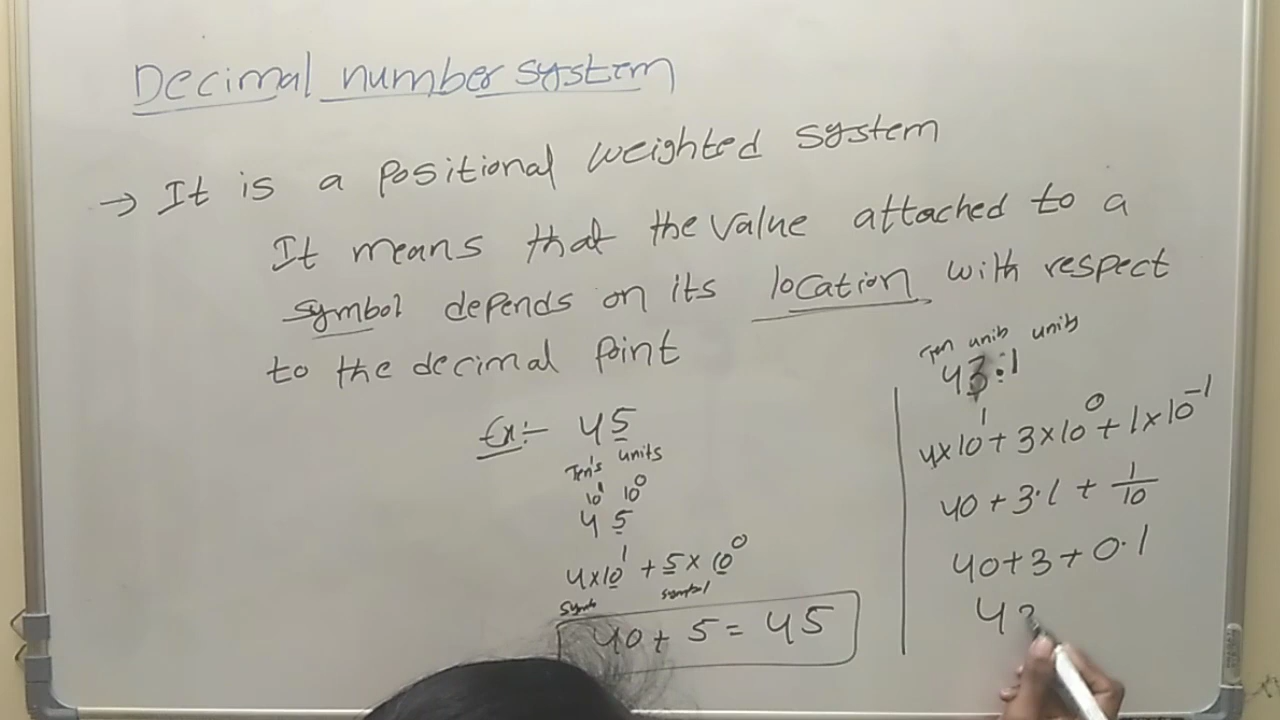 Decimal number system
→ It is a positional weighted system
It means that the value attached to a
symbol depends on its location with respect
to the decimal point
Ex:- 45
Ten's units
10¹ 10⁰
4 5
4×10¹ + 5×10⁰
symb symbol
40 + 5 = 45
Ten units units
43.1
4×10¹ + 3×10⁰ + 1×10⁻¹
40 + 3·1 + 1/10
40+3+0.1
43